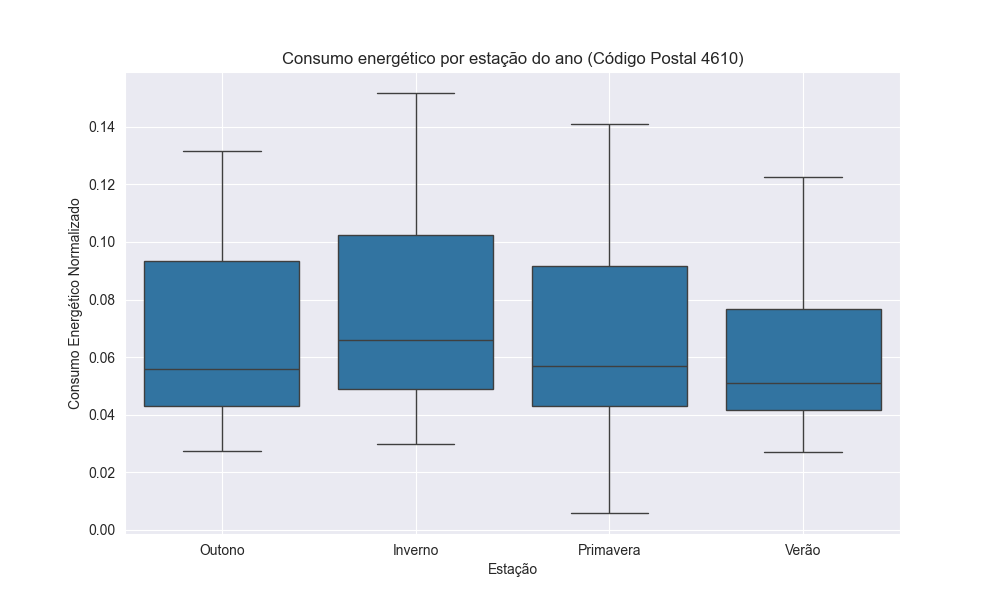 Consumo energético por estação do ano (Código Postal 4610)
Consumo Energético Normalizado
0.14
0.12
0.10
0.08
0.06
0.04
0.02
0.00
Outono Inverno Primavera Verão
Estação